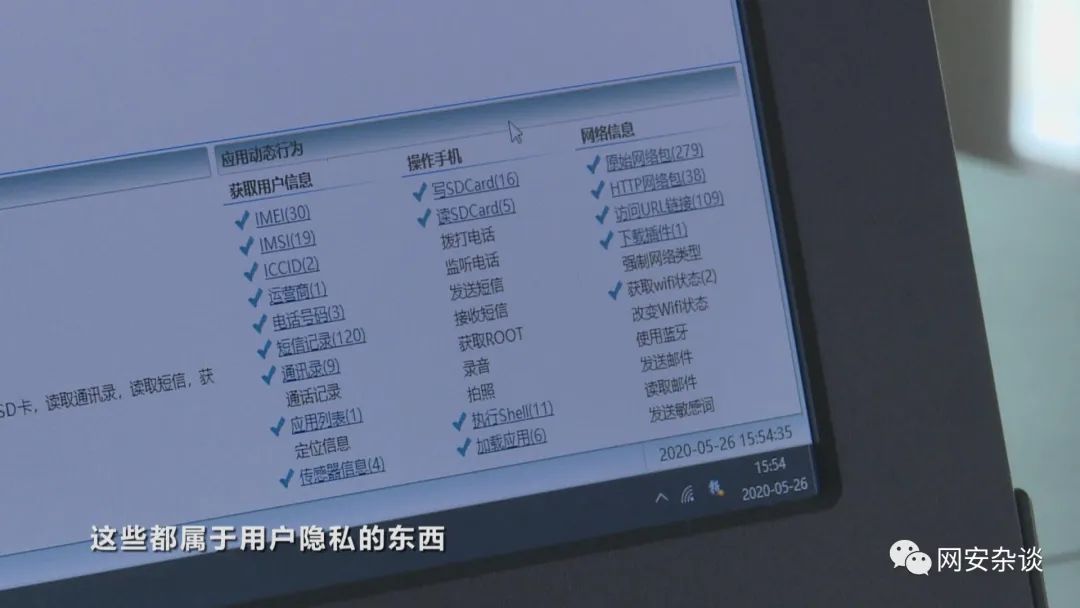 应用动态行为
获取用户信息
IMEI(30)
IMSI(19)
ICCID(2)
运营商(1)
电话号码(3)
短信记录(120)
通讯录(9)
通话记录
应用列表(1)
定位信息
传感器信息(4)
操作手机
写SDCard(16)
读SDCard(5)
拨打电话
监听电话
发送短信
接收短信
获取ROOT
录音
拍照
执行Shell(11)
加载应用(6)
网络信息
原始网络包(279)
HTTP网络包(38)
访问URL链接(109)
下载插件(1)
强制网络类型
获取wifi状态(2)
改变Wifi状态
使用蓝牙
发送邮件
读取邮件
发送敏感词
SD卡，读取通讯录，读取短信，获
2020-05-26 15:54:35
15:54
2020-05-26
这些都属于用户隐私的东西
网安杂谈